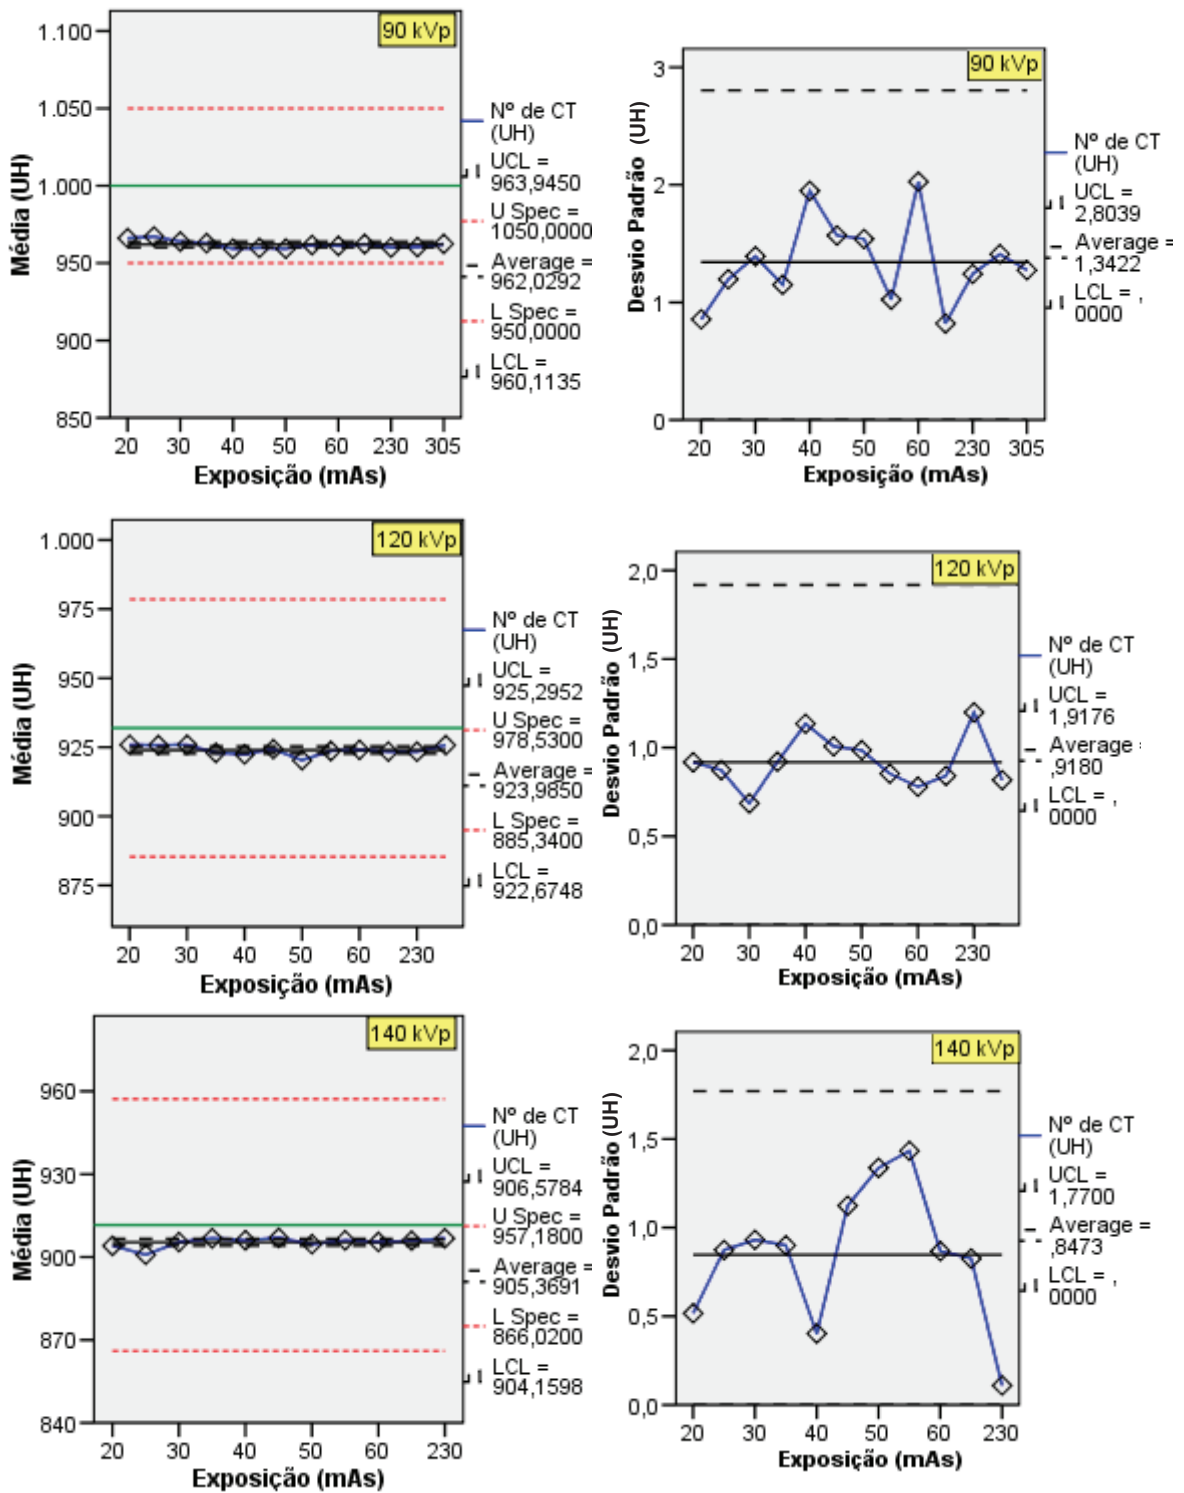 90 kVp
1.100
1.050
1.000
950
900
850
Média (UH)
20 30 40 50 60 230 305
Exposição (mAs)
Nº de CT
(UH)
UCL =
963,9450
U Spec =
1050,0000
Average =
962,0292
L Spec =
950,0000
LCL =
960,1135
90 kVp
3
2
1
0
Desvio Padrão (UH)
20 30 40 50 60 230 305
Exposição (mAs)
Nº de CT
(UH)
UCL =
2,8039
Average =
1,3422
LCL = ,
0000
120 kVp
1.000
975
950
925
900
875
Média (UH)
20 30 40 50 60 230
Exposição (mAs)
Nº de CT
(UH)
UCL =
925,2952
U Spec =
978,5300
Average =
923,9850
L Spec =
885,3400
LCL =
922,6748
120 kVp
2,0
1,5
1,0
0,5
0,0
Desvio Padrão (UH)
20 30 40 50 60 230
Exposição (mAs)
Nº de CT
(UH)
UCL =
1,9176
Average =
,9180
LCL = ,
0000
140 kVp
960
930
900
870
840
Média (UH)
20 30 40 50 60 230
Exposição (mAs)
Nº de CT
(UH)
UCL =
906,5784
U Spec =
957,1800
Average =
905,3691
L Spec =
866,0200
LCL =
904,1598
140 kVp
2,0
1,5
1,0
0,5
0,0
Desvio Padrão (UH)
20 30 40 50 60 230
Exposição (mAs)
Nº de CT
(UH)
UCL =
1,7700
Average =
,8473
LCL = ,
0000